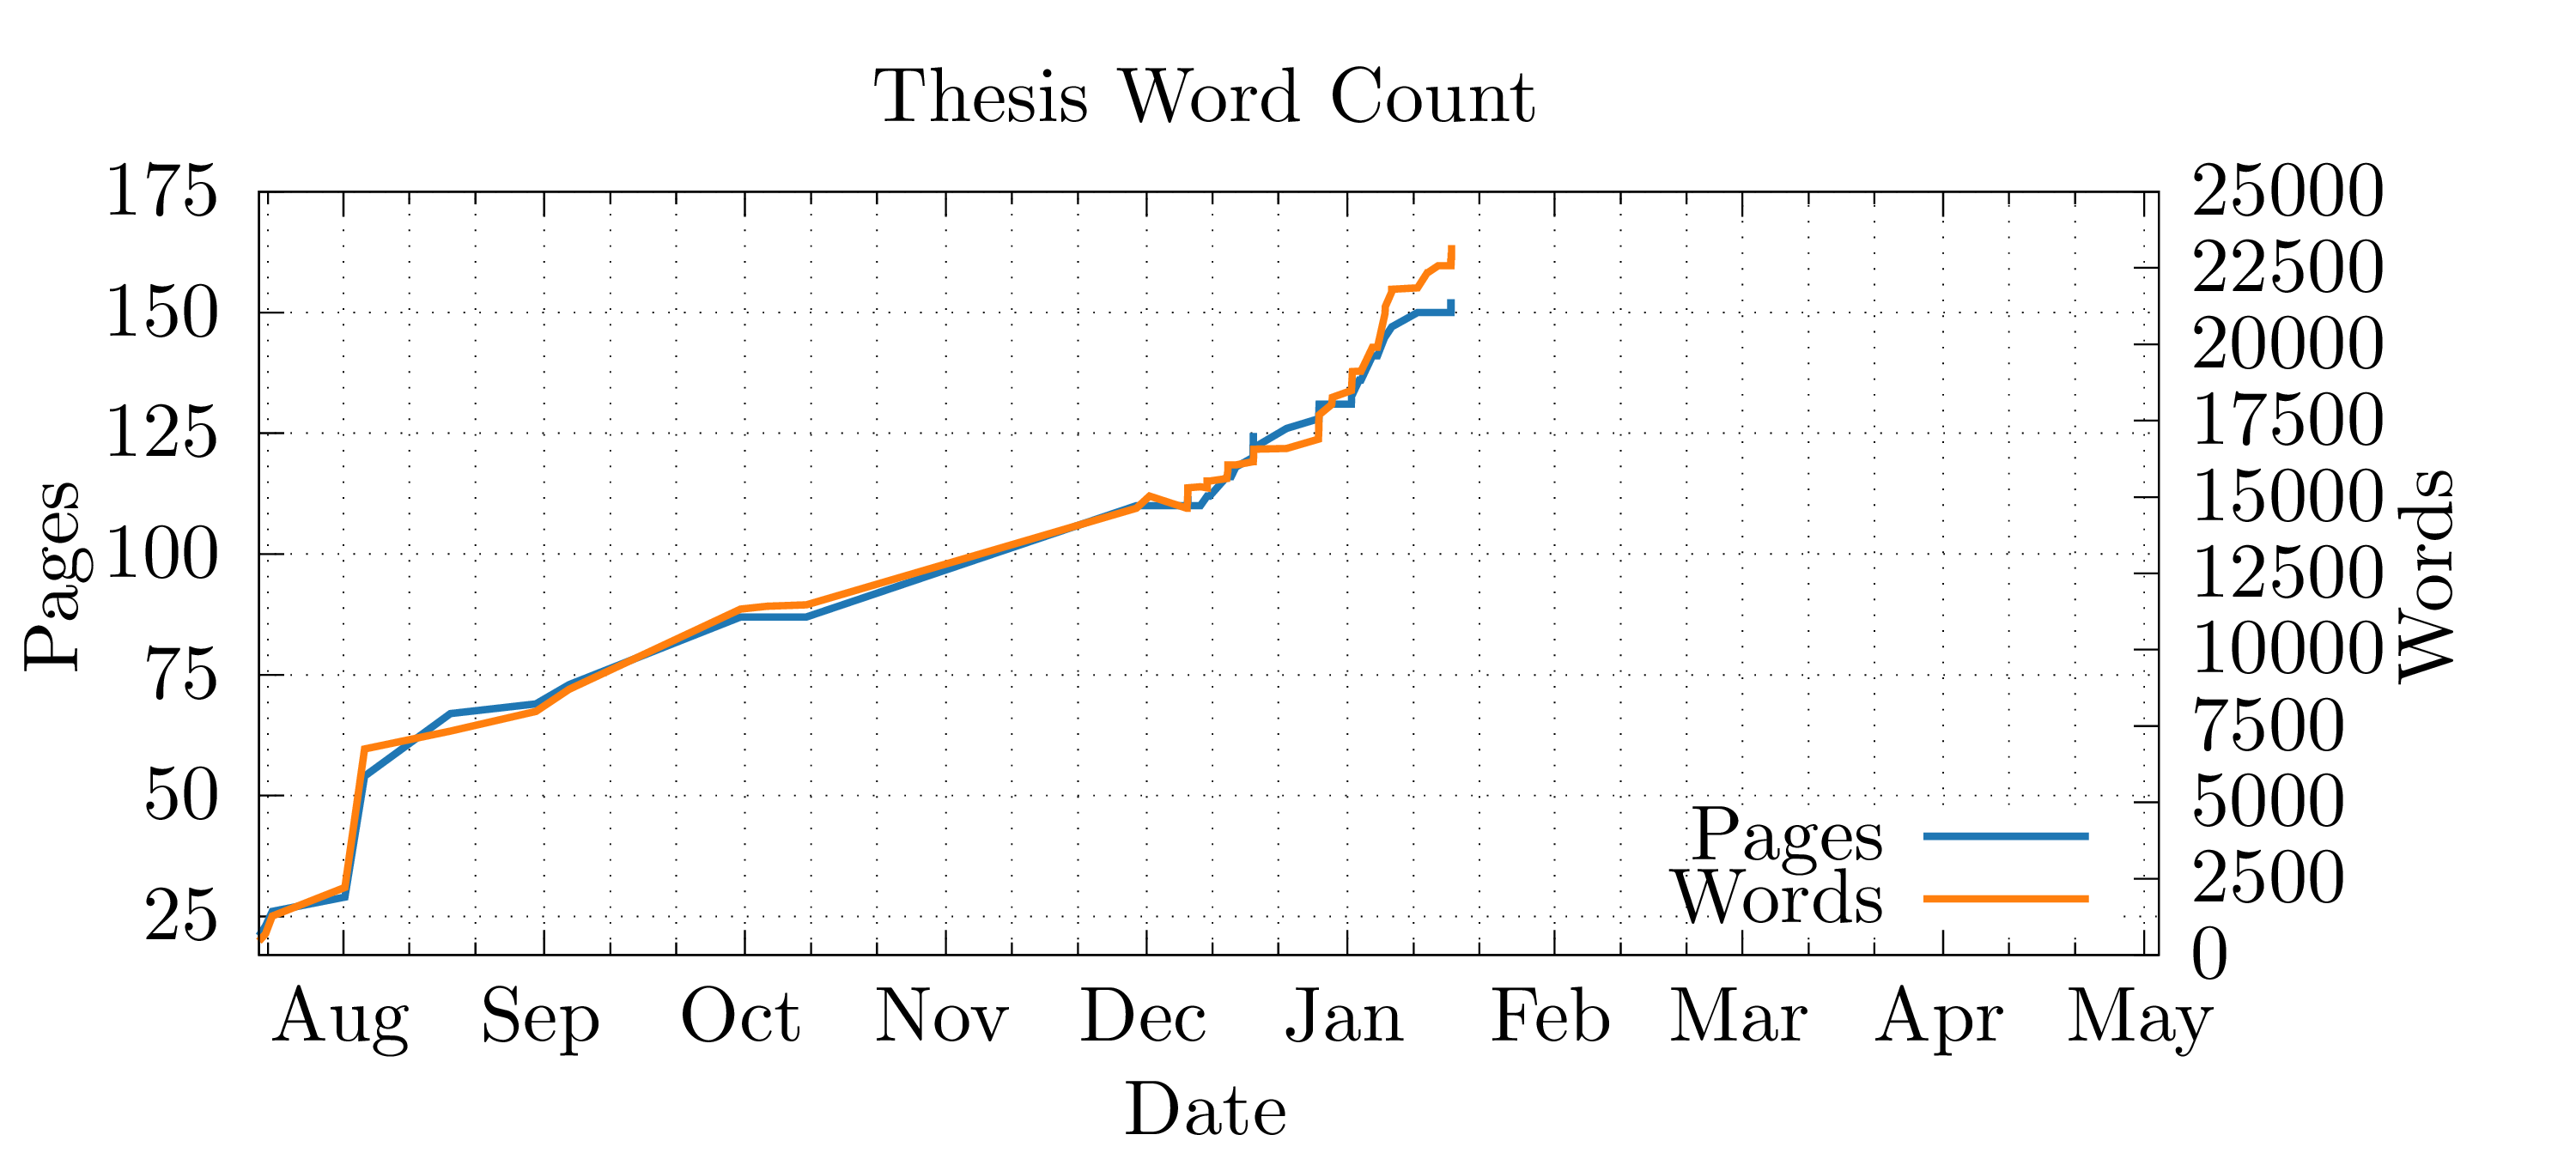 Thesis Word Count
175
150
125
100
75
50
25
Pages
25000
22500
20000
17500
15000
12500
10000
7500
5000
2500
0
Words
Pages
Words
Aug Sep Oct Nov Dec Jan Feb Mar Apr May
Date